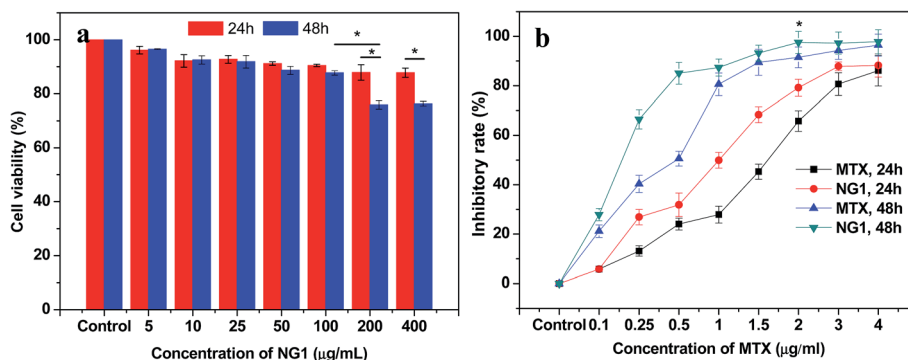 a
24h
48h
*
*
*
Cell viability (%)
100
80
60
40
20
0
Control 5 10 25 50 100 200 400
Concentration of NG1 (μg/mL)
b
*
Inhibitory rate (%)
100
80
60
40
20
0
MTX, 24h
NG1, 24h
MTX, 48h
NG1, 48h
Control 0.1 0.25 0.5 1 1.5 2 3 4
Concentration of MTX (μg/ml)